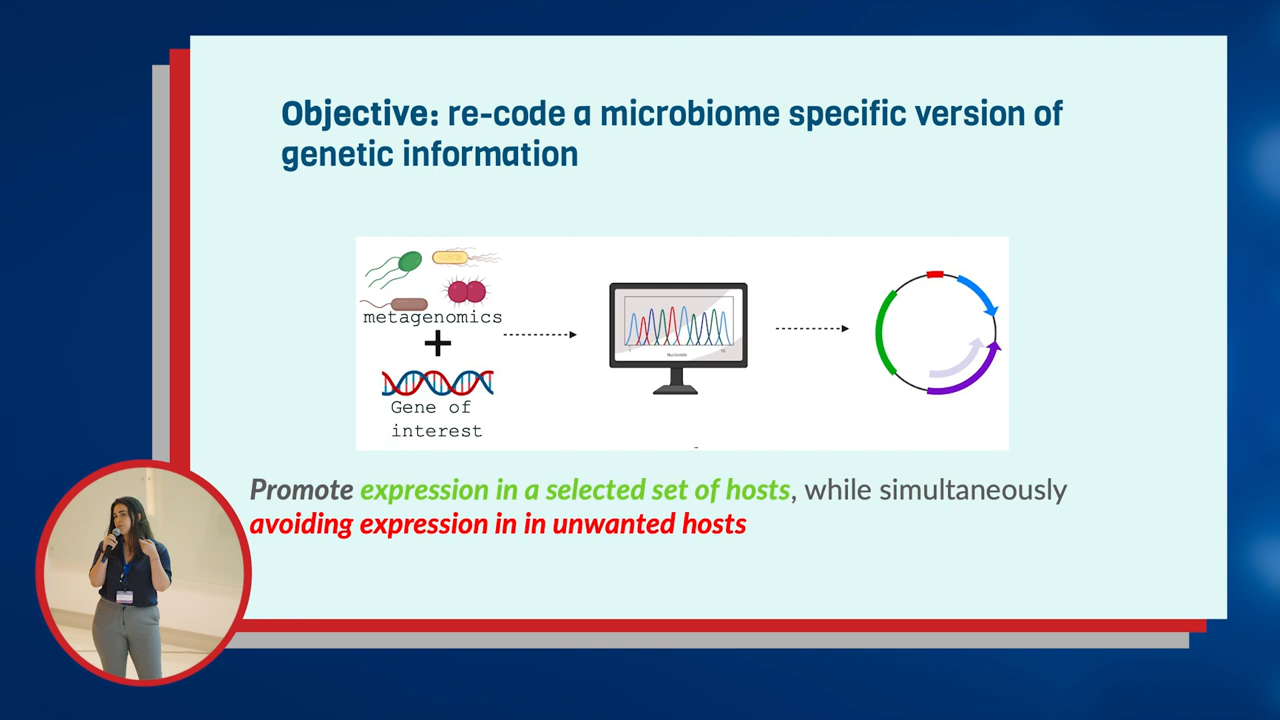 Objective: re-code a microbiome specific version of
genetic information
metagenomics
+
Gene of
interest
Nucleotide
Promote expression in a selected set of hosts, while simultaneously
avoiding expression in in unwanted hosts